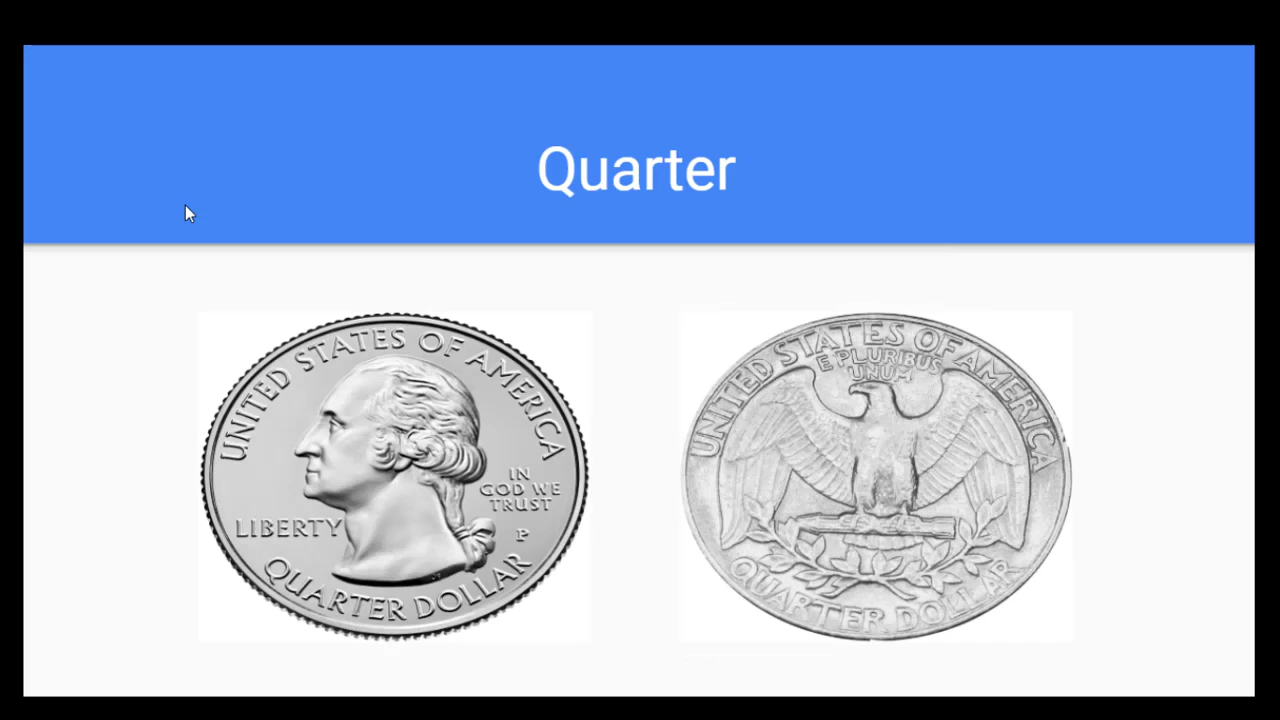 Quarter
UNITED STATES OF AMERICA
IN
GOD WE
TRUST
LIBERTY
P
QUARTER DOLLAR
UNITED STATES OF AMERICA
E PLURIBUS
UNUM
QUARTER DOLLAR